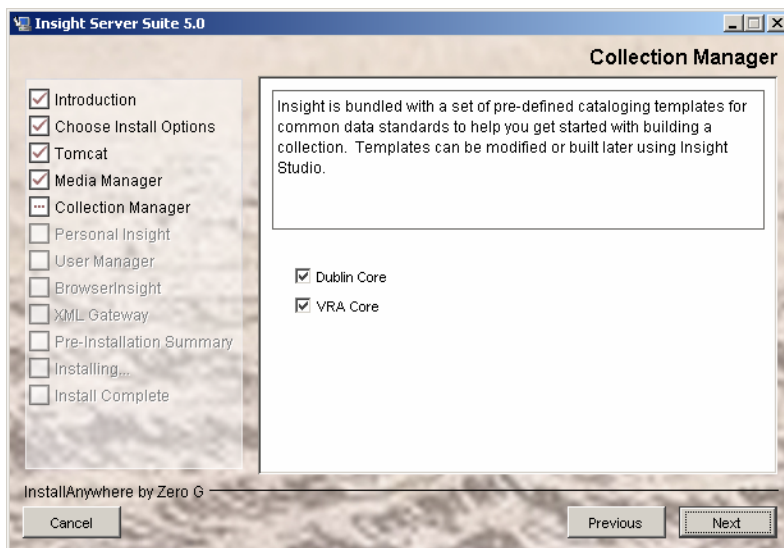 Insight Server Suite 5.0
Collection Manager
Introduction
Choose Install Options
Tomcat
Media Manager
Collection Manager
Personal Insight
User Manager
BrowserInsight
XML Gateway
Pre-Installation Summary
Installing...
Install Complete
Insight is bundled with a set of pre-defined cataloging templates for
common data standards to help you get started with building a
collection. Templates can be modified or built later using Insight
Studio.
Dublin Core
VRA Core
InstallAnywhere by Zero G
Cancel
Previous
Next